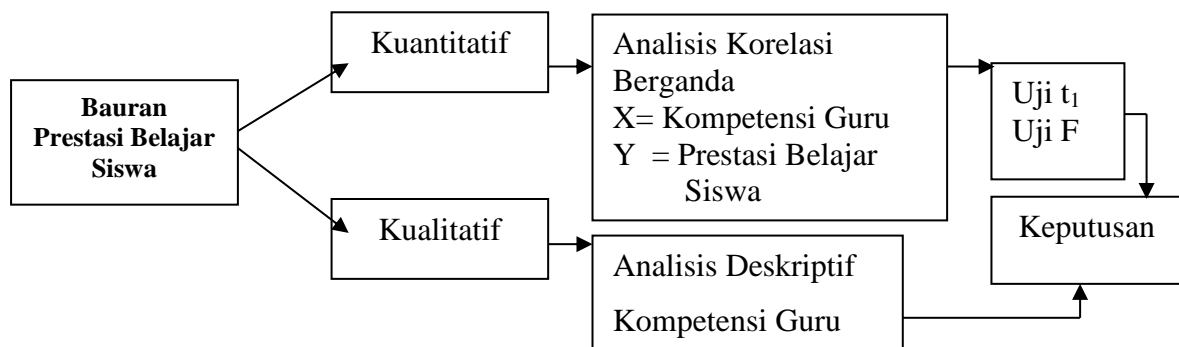 Bauran
Prestasi Belajar
Siswa
Kuantitatif
Kualitatif
Analisis Korelasi
Berganda
X= Kompetensi Guru
Y = Prestasi Belajar
Siswa
Analisis Deskriptif
Kompetensi Guru
Uji t₁
Uji F
Keputusan